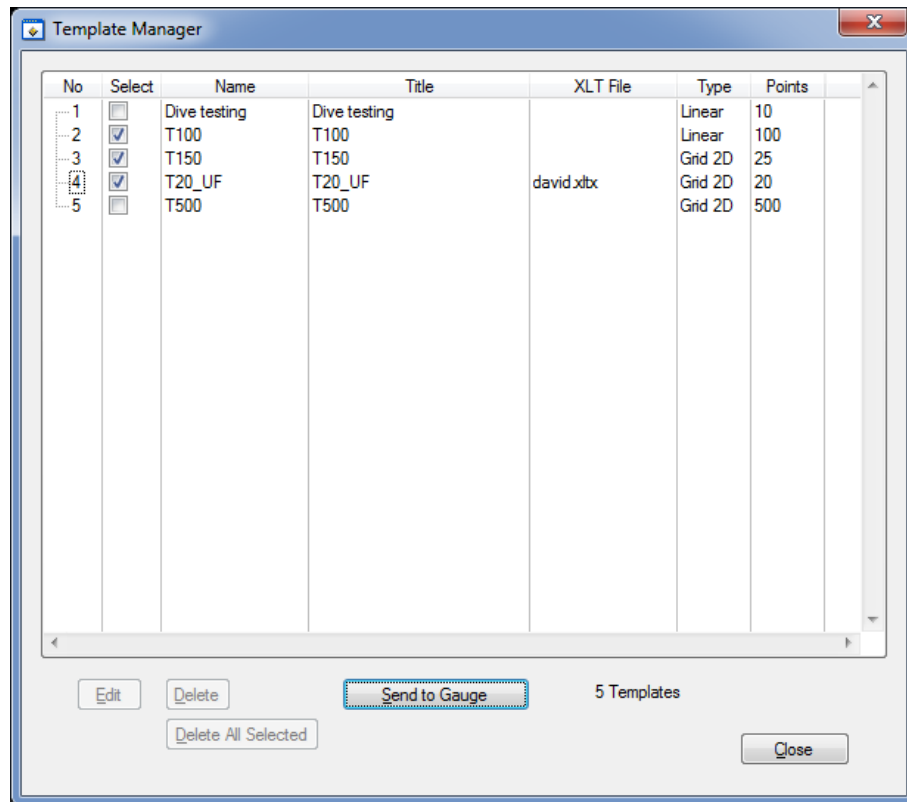 Template Manager
No Select Name Title XLT File Type Points
1 Dive testing Dive testing Linear 10
2 T100 T100 Linear 100
3 T150 T150 Grid 2D 25
4 T20_UF T20_UF david.xltx Grid 2D 20
5 T500 T500 Grid 2D 500
Edit Delete Send to Gauge 5 Templates
Delete All Selected
Close